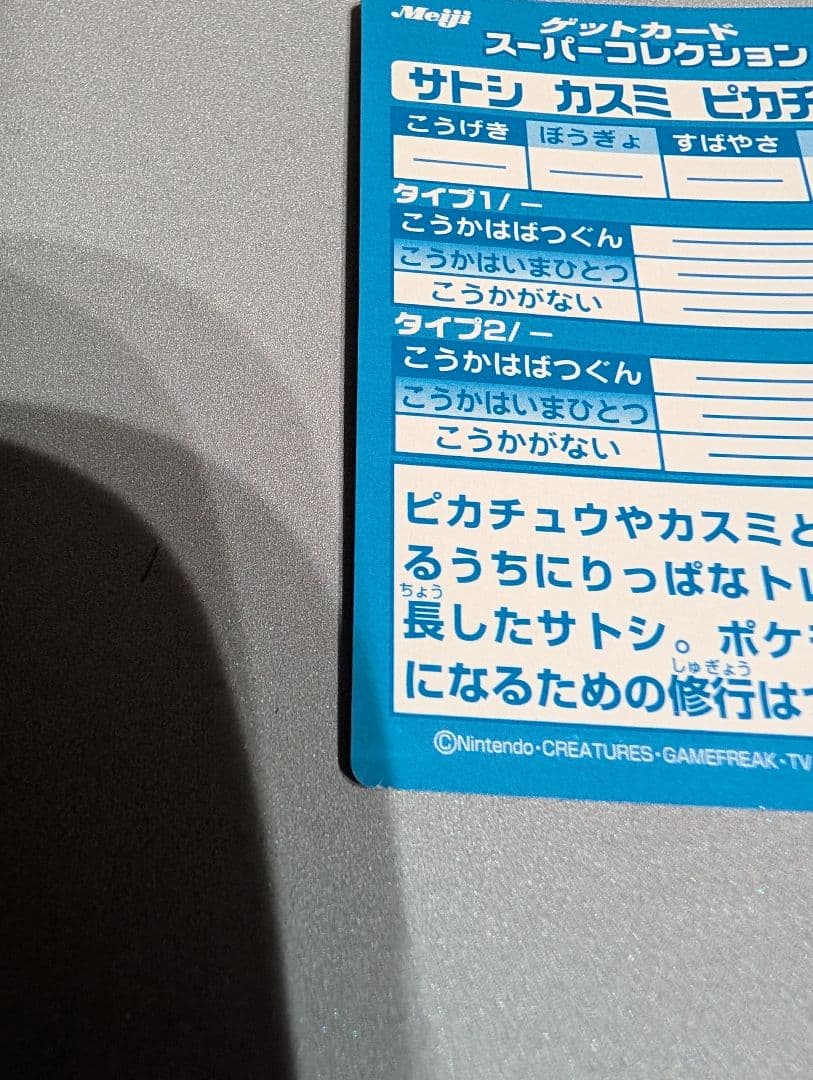 Meiji
ゲットカード
スーパーコレクション
サトシ カスミ ピカチ
こうげき ぼうぎょ すばやさ
タイプ1/ ー
こうかはばつぐん
こうかはいまひとつ
こうかがない
タイプ2/ ー
こうかはばつぐん
こうかはいまひとつ
こうかがない
ピカチュウやカスミと
るうちにりっぱなトレ
ちょう
長したサトシ。ポケモ
しゅぎょう
になるための修行は
©Nintendo・CREATURES・GAMEFREAK・TV